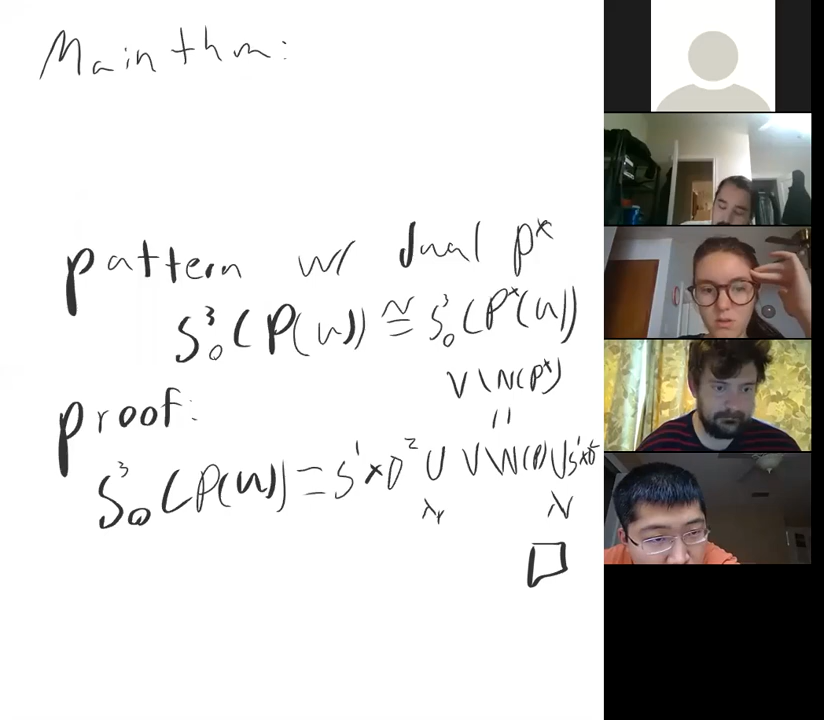 Main thm:
pattern w/ dual P*
S³₀(P(U)) ≅ S³₀(P*(U))
V\N(P*)
=
proof:
S³₀(P(U)) = S¹×D² ∪ V\N(P) ∪ S¹×D²